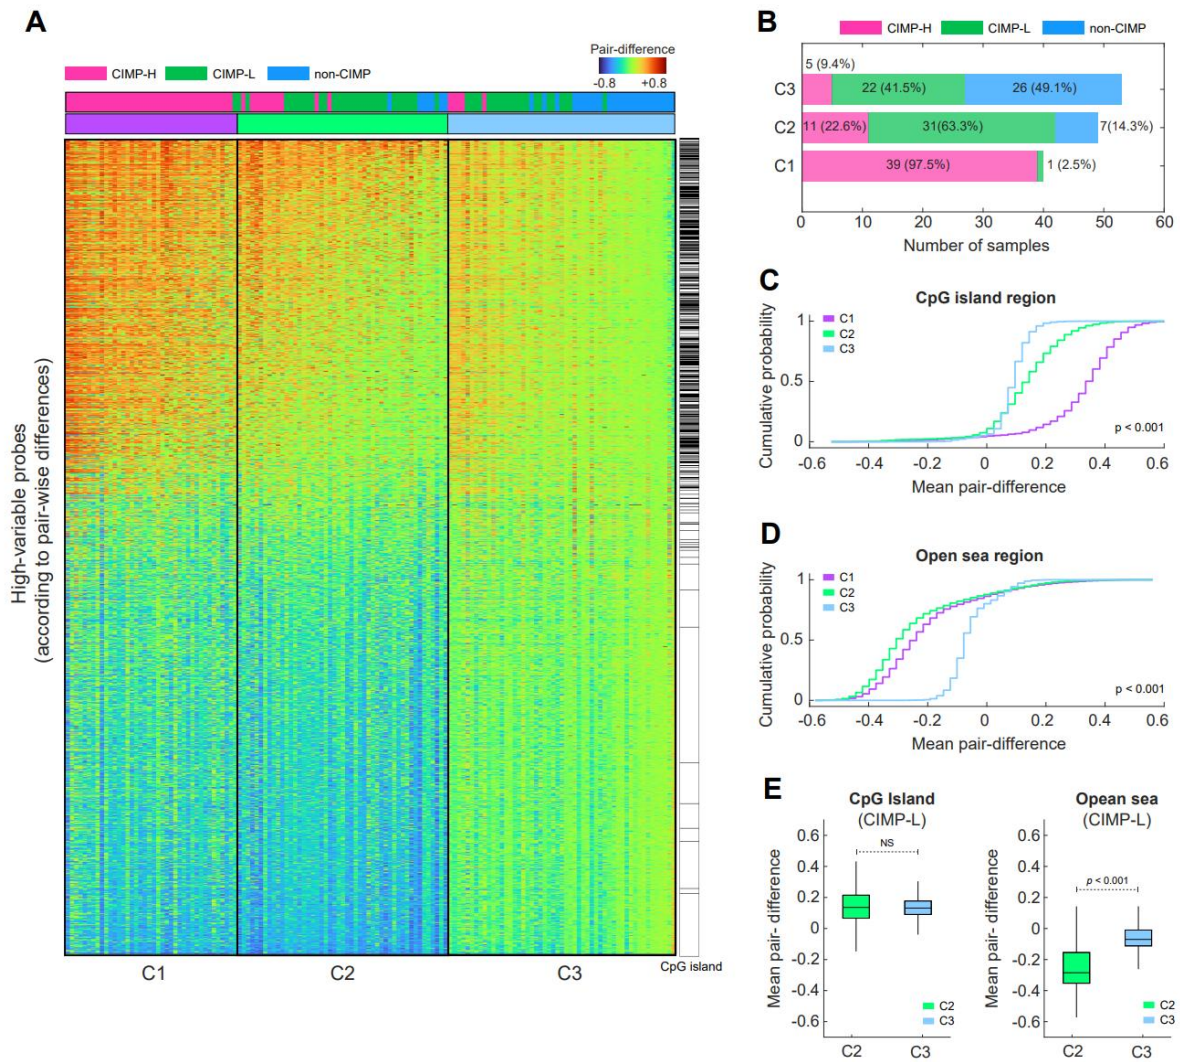 A
Pair-difference
-0.8 +0.8
CIMP-H CIMP-L non-CIMP
High-variable probes
(according to pair-wise differences)
C1 C2 C3
CpG island
B
CIMP-H CIMP-L non-CIMP
5 (9.4%)
C3 22 (41.5%) 26 (49.1%)
C2 11 (22.6%) 31(63.3%) 7(14.3%)
C1 39 (97.5%) 1 (2.5%)
0 10 20 30 40 50 60
Number of samples
C
CpG island region
Cumulative probability
1
0.5
0
C1
C2
C3
p < 0.001
-0.6 -0.4 -0.2 0 0.2 0.4 0.6
Mean pair-difference
D
Open sea region
Cumulative probability
1
0.5
0
C1
C2
C3
p < 0.001
-0.6 -0.4 -0.2 0 0.2 0.4 0.6
Mean pair-difference
E
CpG Island
(CIMP-L)
Mean pair- difference
0.6
0.4
0.2
0
-0.2
-0.4
-0.6
NS
C2
C3
C2 C3
Opean sea
(CIMP-L)
Mean pair- difference
0.6
0.4
0.2
0
-0.2
-0.4
-0.6
p < 0.001
C2
C3
C2 C3